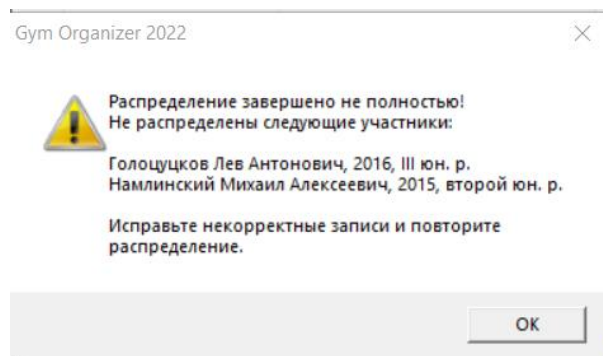 Gym Organizer 2022
Распределение завершено не полностью!
Не распределены следующие участники:
Голоцуцков Лев Антонович, 2016, III юн. р.
Намлинский Михаил Алексеевич, 2015, второй юн. р.
Исправьте некорректные записи и повторите
распределение.
OK